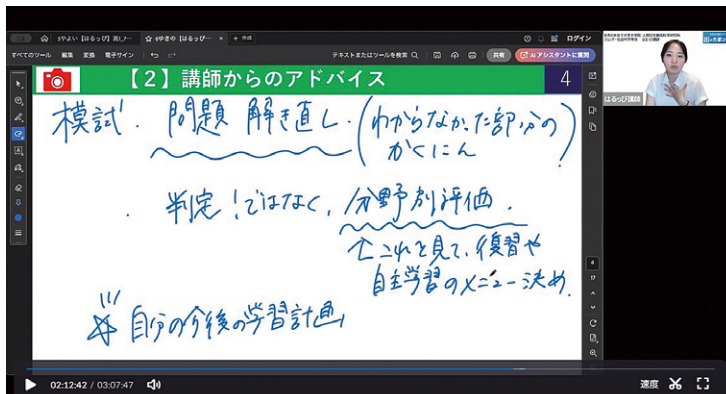 ログイン
すべてのツール 編集 変換 電子サイン
テキストまたはツールを検索
共有
AI アシスタントに質問
+ 作成
【2】講師からのアドバイス
4
模試・問題 解き直し・(わからなかった部分の
かくにん)
・判定!ではなく、分野別評価.
↑これを見て、復習や
自主学習のメニュー決め.
☆自分の今後の学習計画
はるっぴ講師
4
17
02:12:42 / 03:07:47
速度